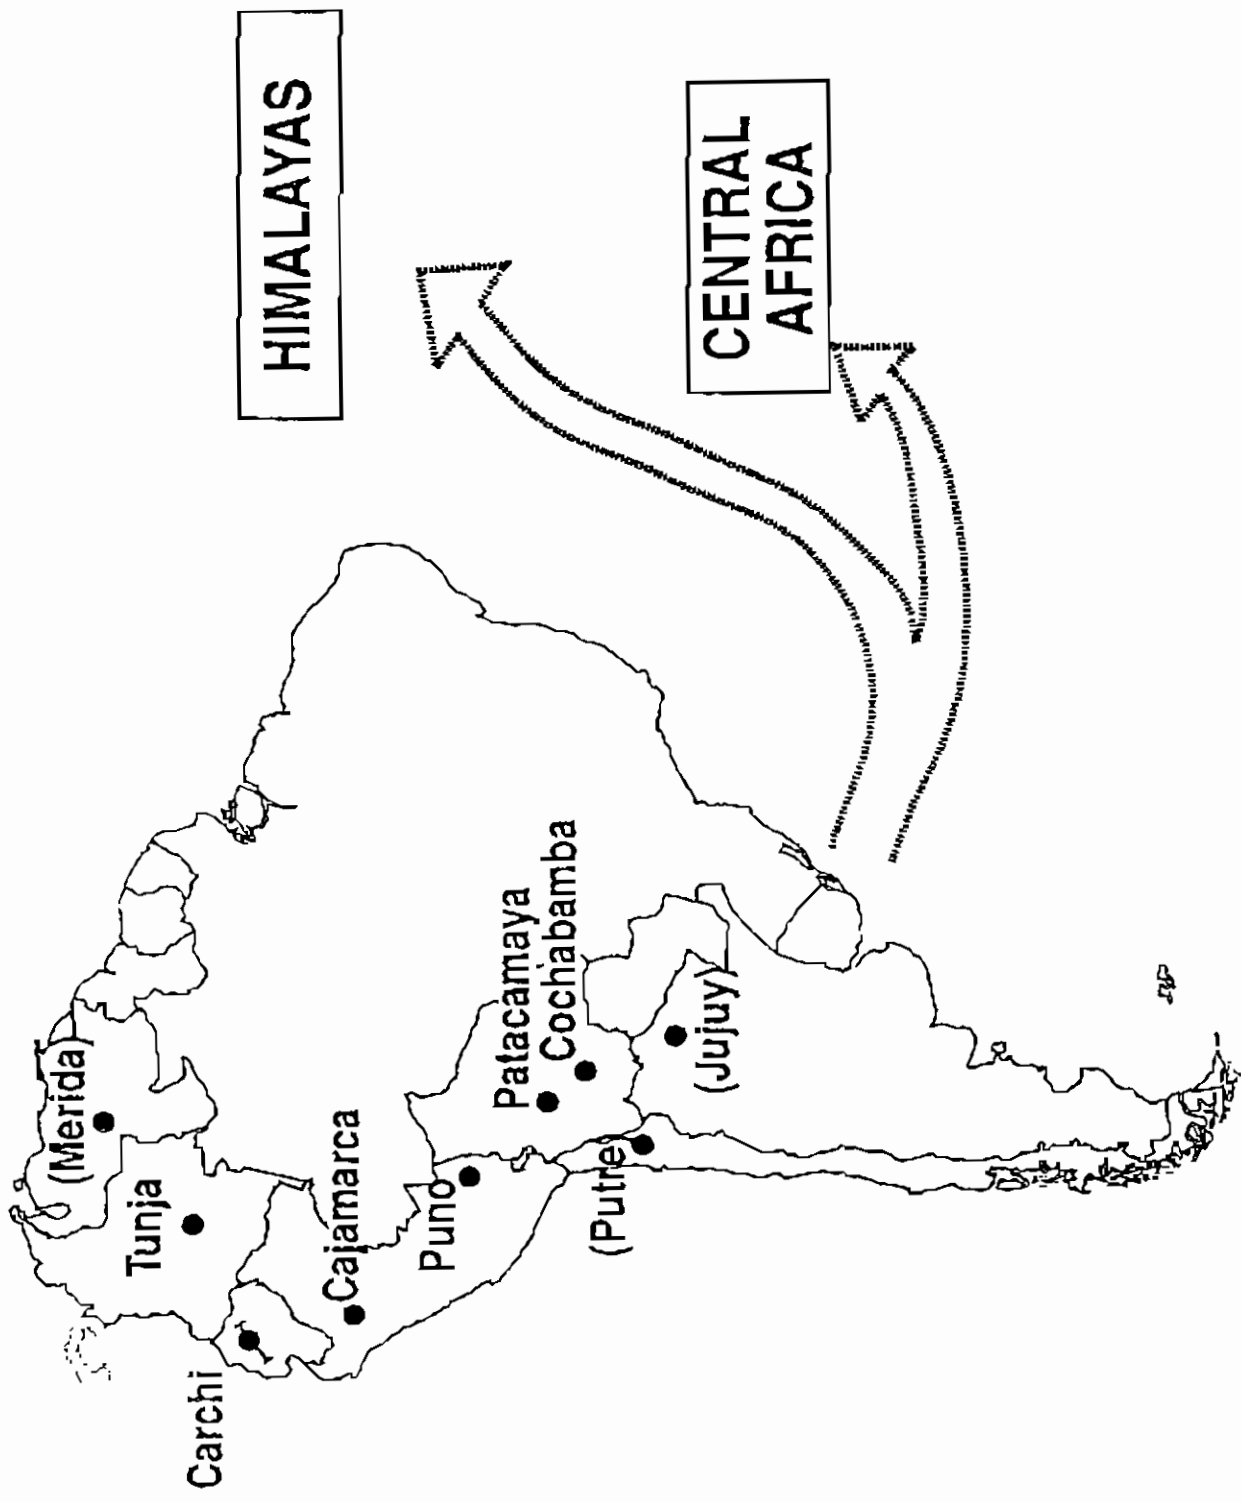 HIMALAYAS
CENTRAL
AFRICA
(Merida)
Tunja
Carchi
Cajamarca
Puno
Patacamaya
Cochabamba
(Putre)
(Jujuy)